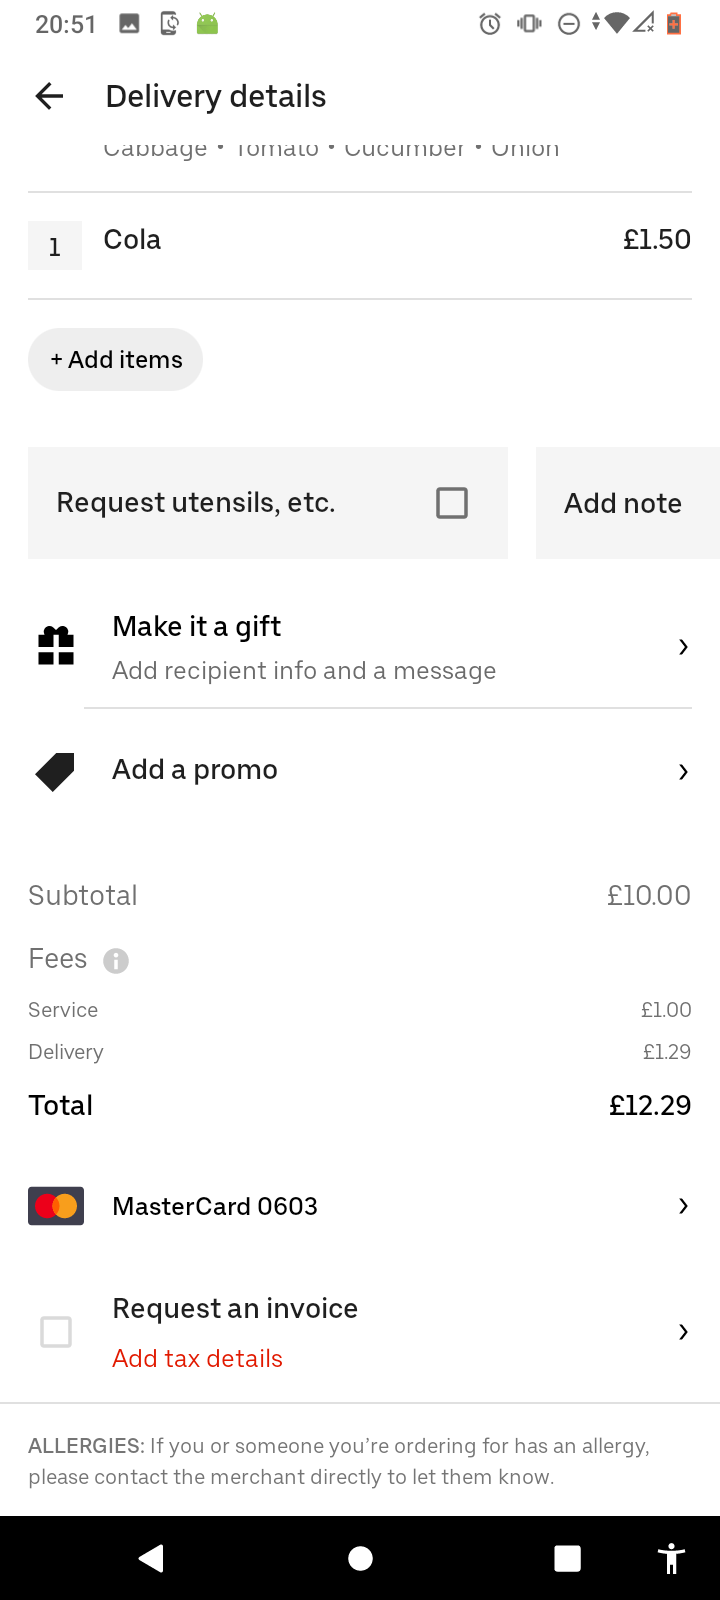 20:51
Delivery details
Cabbage • Tomato • Cucumber • Onion
1 Cola £1.50
+ Add items
Request utensils, etc. Add note
Make it a gift
Add recipient info and a message
Add a promo
Subtotal £10.00
Fees
Service £1.00
Delivery £1.29
Total £12.29
MasterCard 0603
Request an invoice
Add tax details
ALLERGIES: If you or someone you’re ordering for has an allergy,
please contact the merchant directly to let them know.